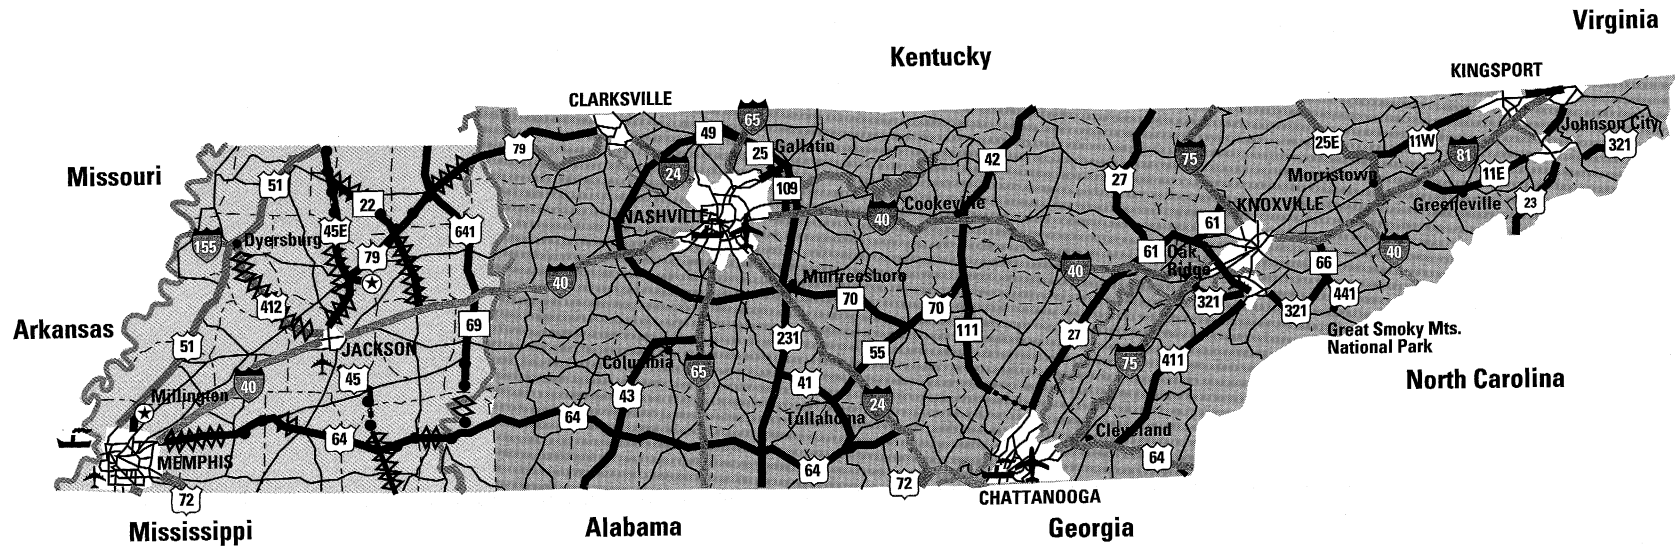 Virginia
Kentucky
KINGSPORT
CLARKSVILLE
65
49
Johnson City
25E
11W
321
79
25
Gallatin
42
75
81
Missouri
24
11E
51
109
27
Morristown
22
Cookeville
61
KNOXVILLE
Greeneville
23
NASHVILLE
40
45E
641
155
Dyersburg
61
Oak
Ridge
40
79
40
66
40
Murfreesboro
412
70
70
321
441
321
Arkansas
69
111
27
Great Smoky Mts.
National Park
231
51
JACKSON
55
75
411
Columbia
65
45
41
North Carolina
40
Millington
43
24
64
Tullahoma
64
Cleveland
64
MEMPHIS
64
72
72
CHATTANOOGA
Mississippi
Alabama
Georgia